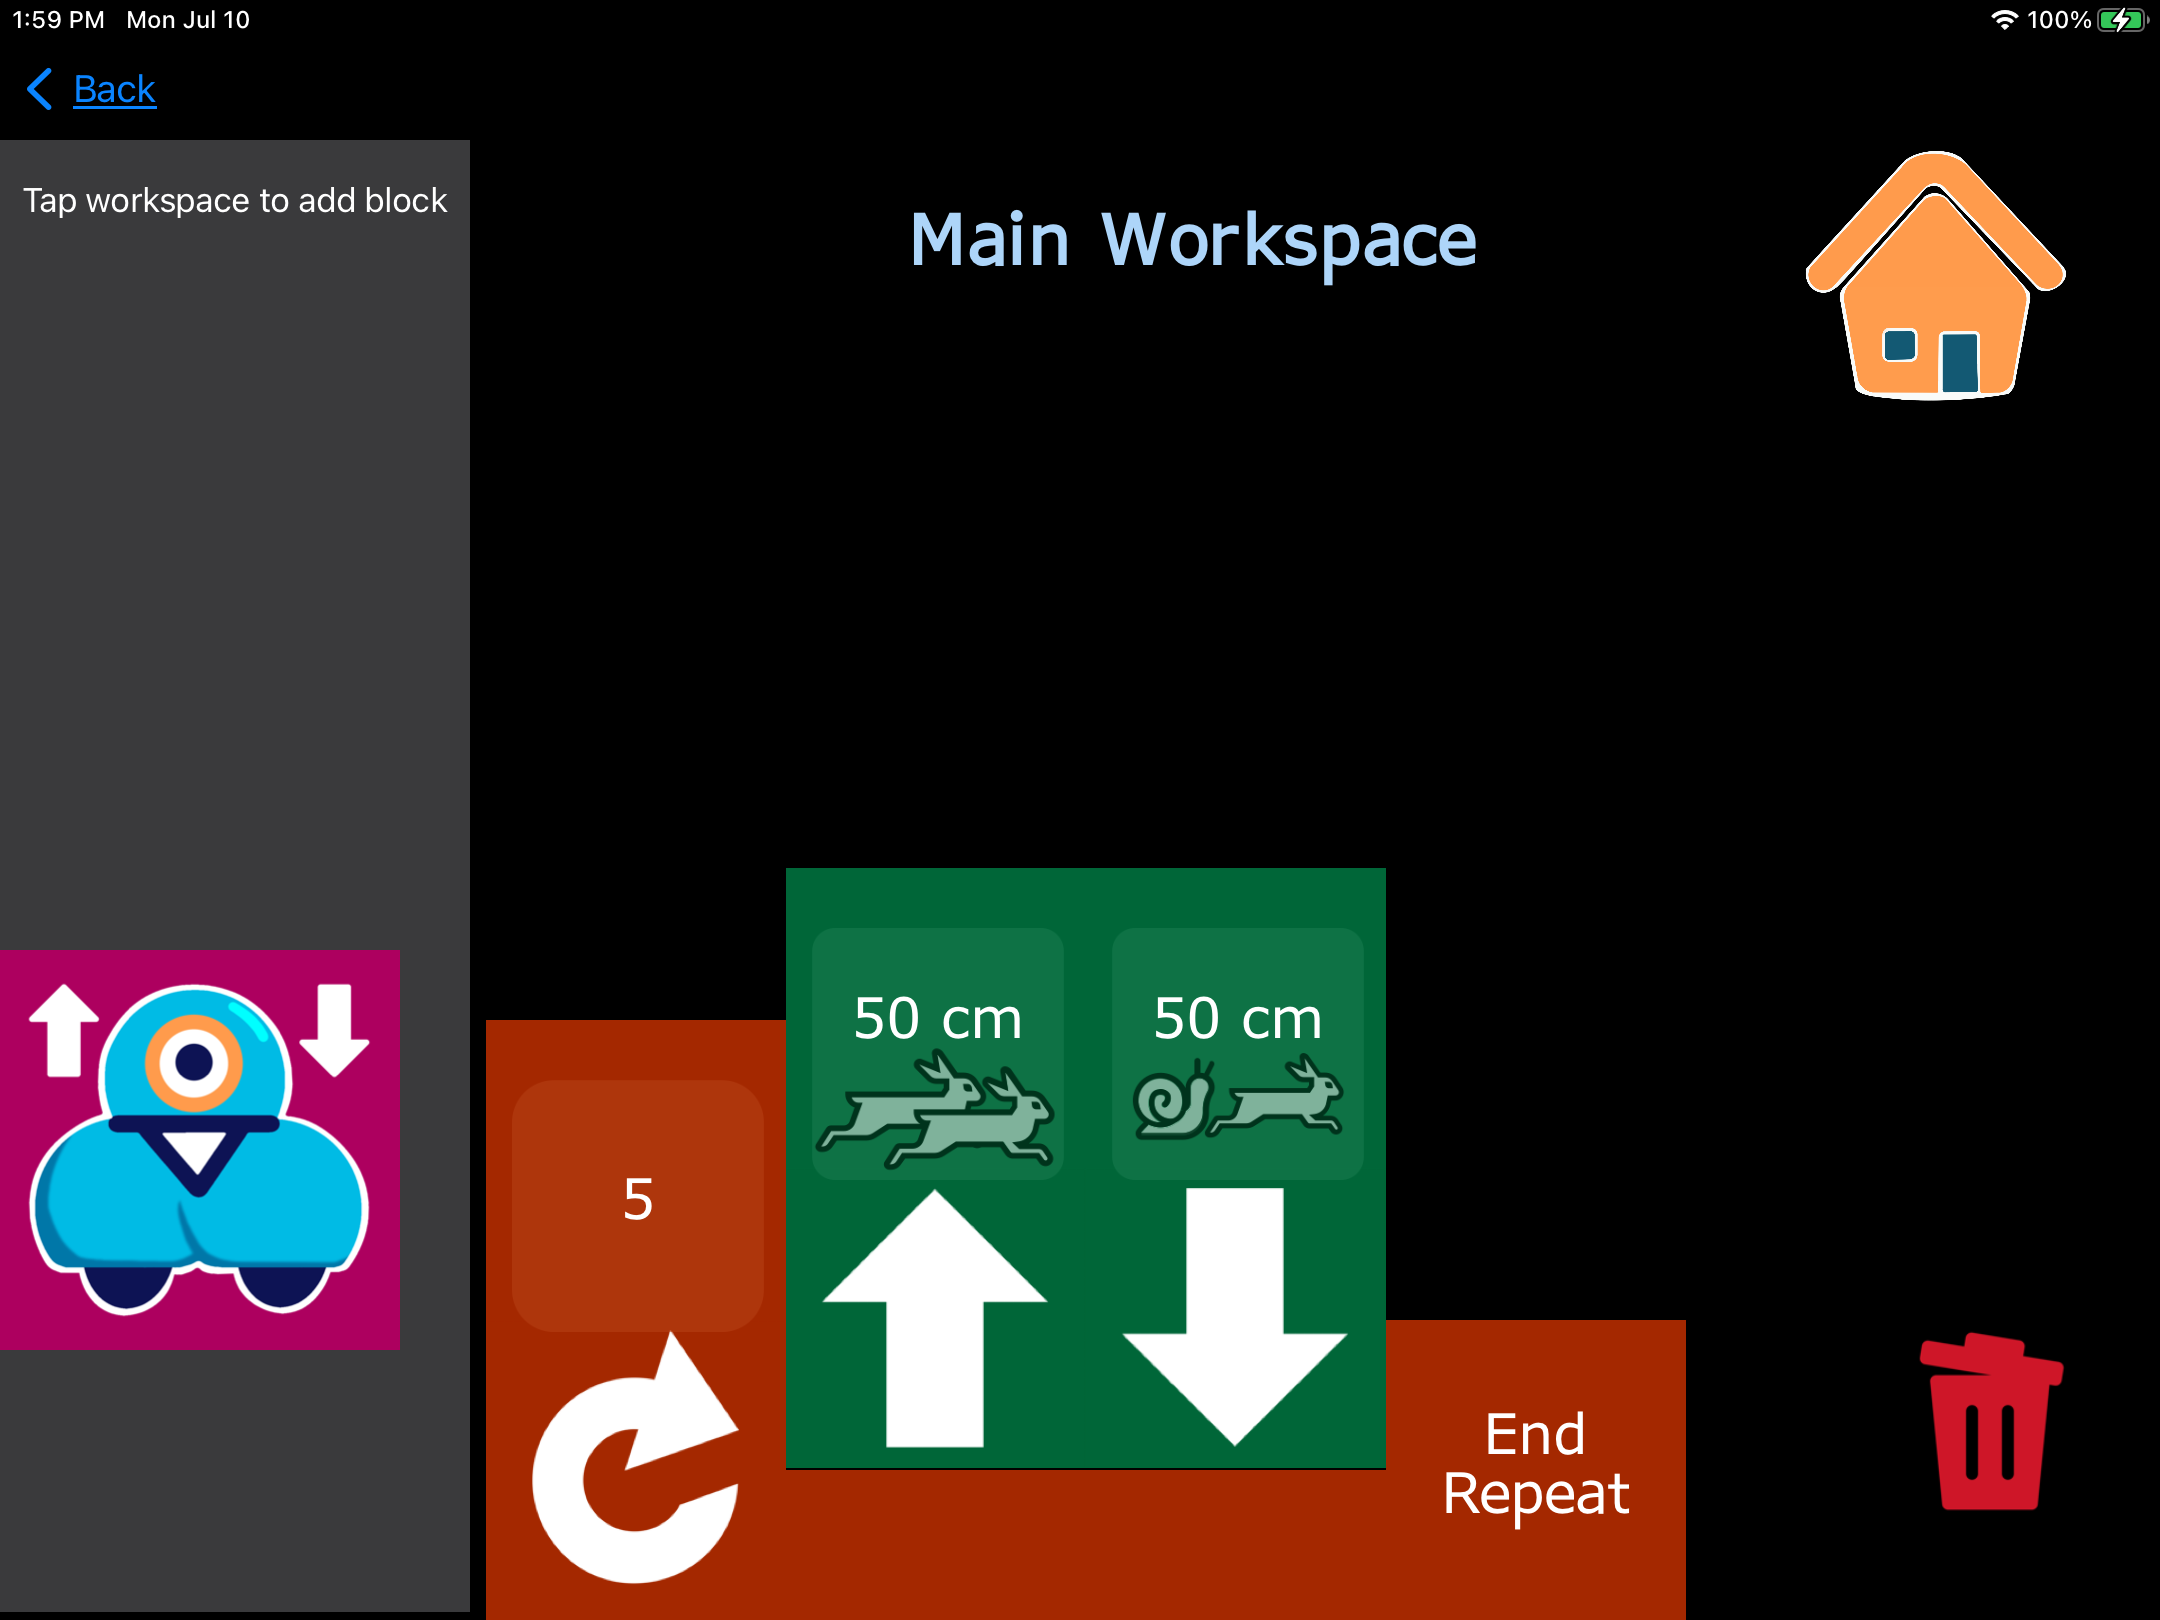 1:59 PM Mon Jul 10 100%
Back
Tap workspace to add block
Main Workspace
50 cm 50 cm
5
End
Repeat